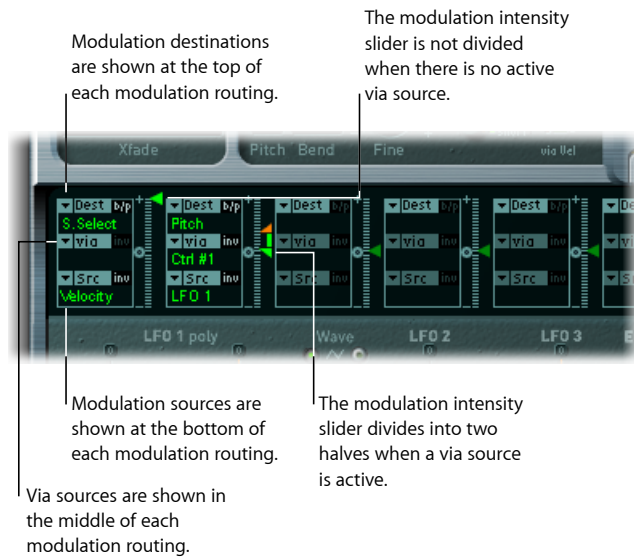 Modulation destinations
are shown at the top of
each modulation routing.
The modulation intensity
slider is not divided
when there is no active
via source.
Xfade
Pitch Bend
Fine
via Vel
Dest b/p
S.Select
via inv
Src inv
Velocity
Dest b/p
Pitch
via inv
Ctrl #1
Src inv
LFO 1
Dest b/p
via inv
Src inv
Dest b/p
via inv
Src inv
Dest b/p
via inv
Src inv
LFO 1 poly
Wave
LFO 2
LFO 3
Modulation sources are
shown at the bottom of
each modulation routing.
The modulation intensity
slider divides into two
halves when a via source
is active.
Via sources are shown in
the middle of each
modulation routing.